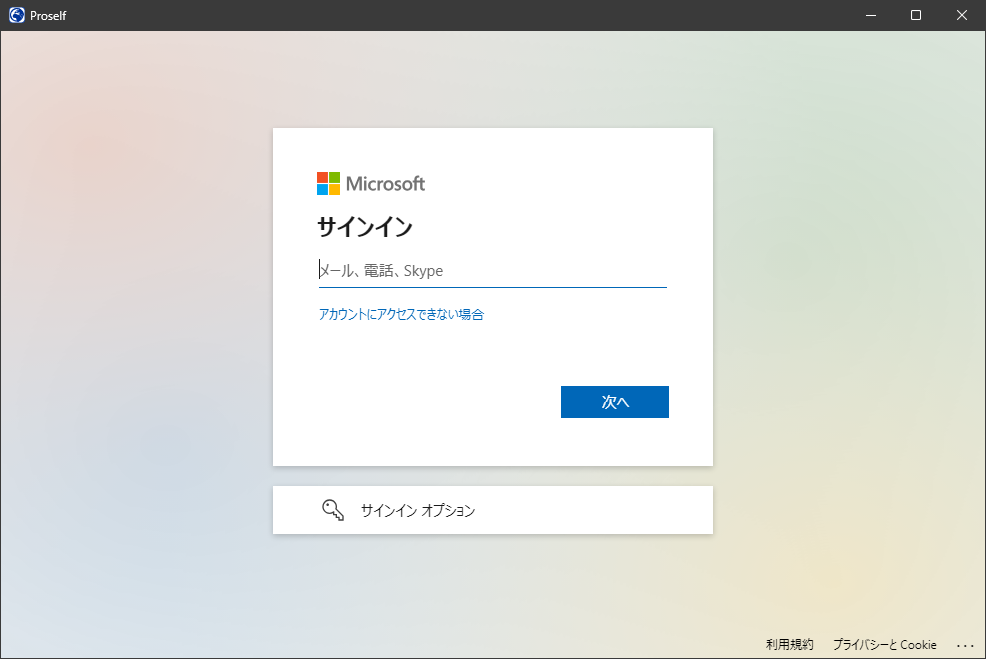 Proself
Microsoft
サインイン
メール、電話、Skype
アカウントにアクセスできない場合
次へ
サインイン オプション
利用規約 プライバシーと Cookie ...